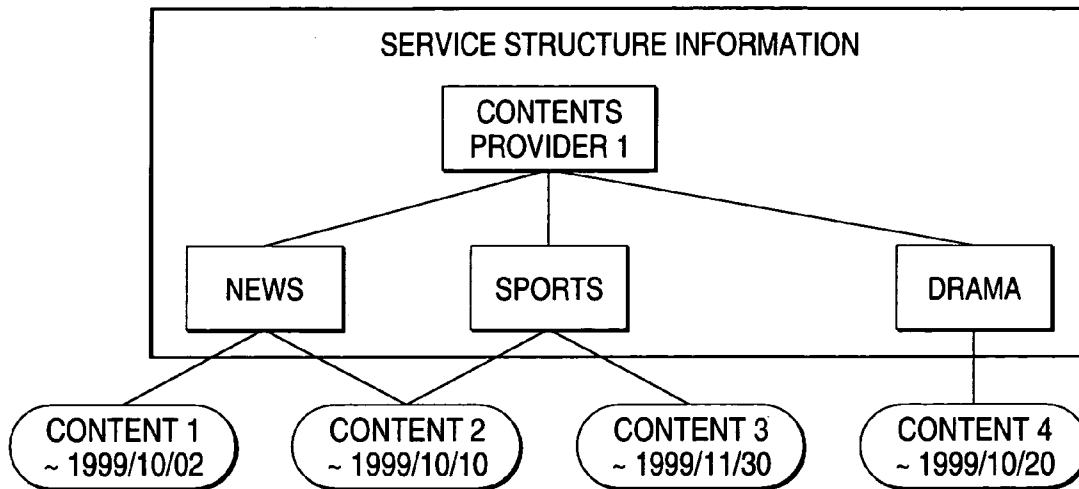 SERVICE STRUCTURE INFORMATION
CONTENTS
PROVIDER 1
NEWS
SPORTS
DRAMA
CONTENT 1
~ 1999/10/02
CONTENT 2
~ 1999/10/10
CONTENT 3
~ 1999/11/30
CONTENT 4
~ 1999/10/20